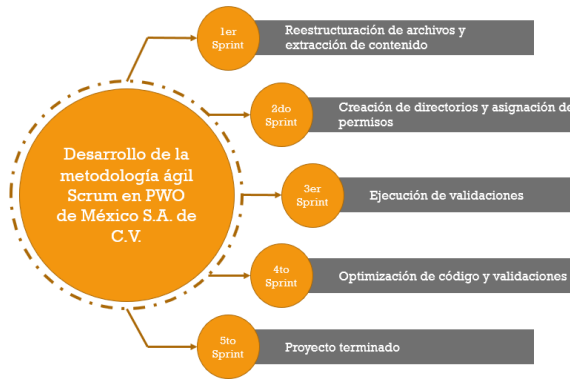 1er
Sprint
Reestructuración de archivos y
extracción de contenido
2do
Sprint
Creación de directorios y asignación de
permisos
Desarrollo de la
metodología ágil
Scrum en PWO
de México S.A. de
C.V.
3er
Sprint
Ejecución de validaciones
4to
Sprint
Optimización de código y validaciones
5to
Sprint
Proyecto terminado